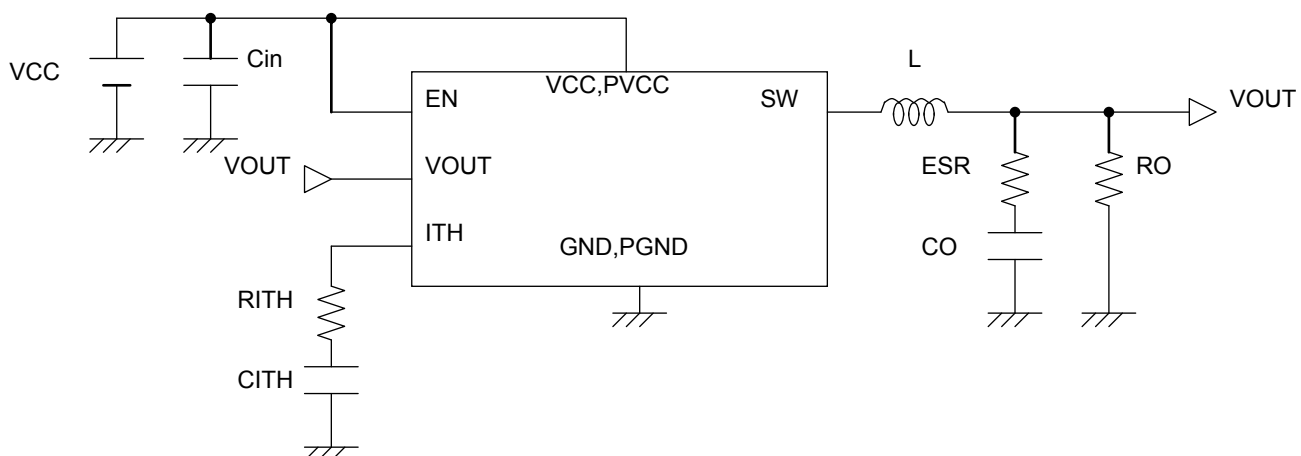 VCC
Cin
VCC,PVCC
EN
SW
L
VOUT
VOUT
VOUT
ESR
RO
ITH
GND,PGND
CO
RITH
CITH